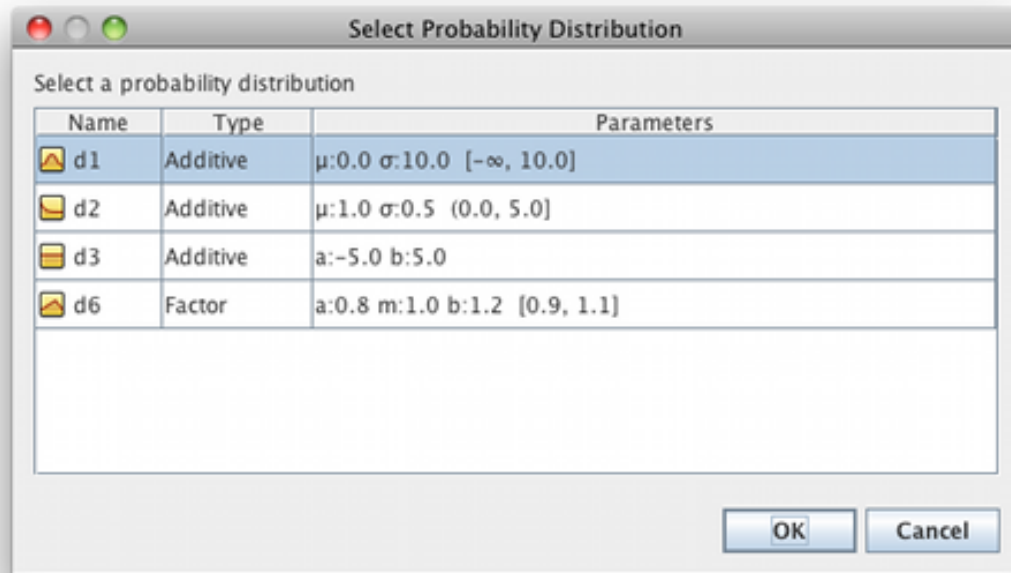 Select Probability Distribution
Select a probability distribution
Name Type Parameters
d1 Additive μ:0.0 σ:10.0 [-∞, 10.0]
d2 Additive μ:1.0 σ:0.5 (0.0, 5.0]
d3 Additive a:-5.0 b:5.0
d6 Factor a:0.8 m:1.0 b:1.2 [0.9, 1.1]
OK Cancel